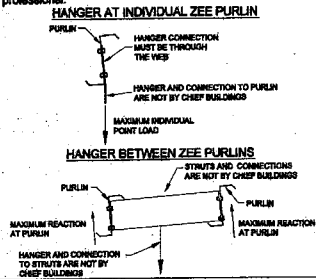 professional.
HANGER AT INDIVIDUAL ZEE PURLIN
PURLIN
HANGER CONNECTION
MUST BE THROUGH
THE WEB
HANGER AND CONNECTION TO PURLIN
ARE NOT BY CHIEF BUILDINGS
MAXIMUM INDIVIDUAL
POINT LOAD
HANGER BETWEEN ZEE PURLINS
STRUTS AND CONNECTIONS
ARE NOT BY CHIEF BUILDINGS
PURLIN
PURLIN
MAXIMUM REACTION
AT PURLIN
MAXIMUM REACTION
AT PURLIN
HANGER AND CONNECTION
TO STRUTS ARE NOT BY
CHIEF BUILDINGS